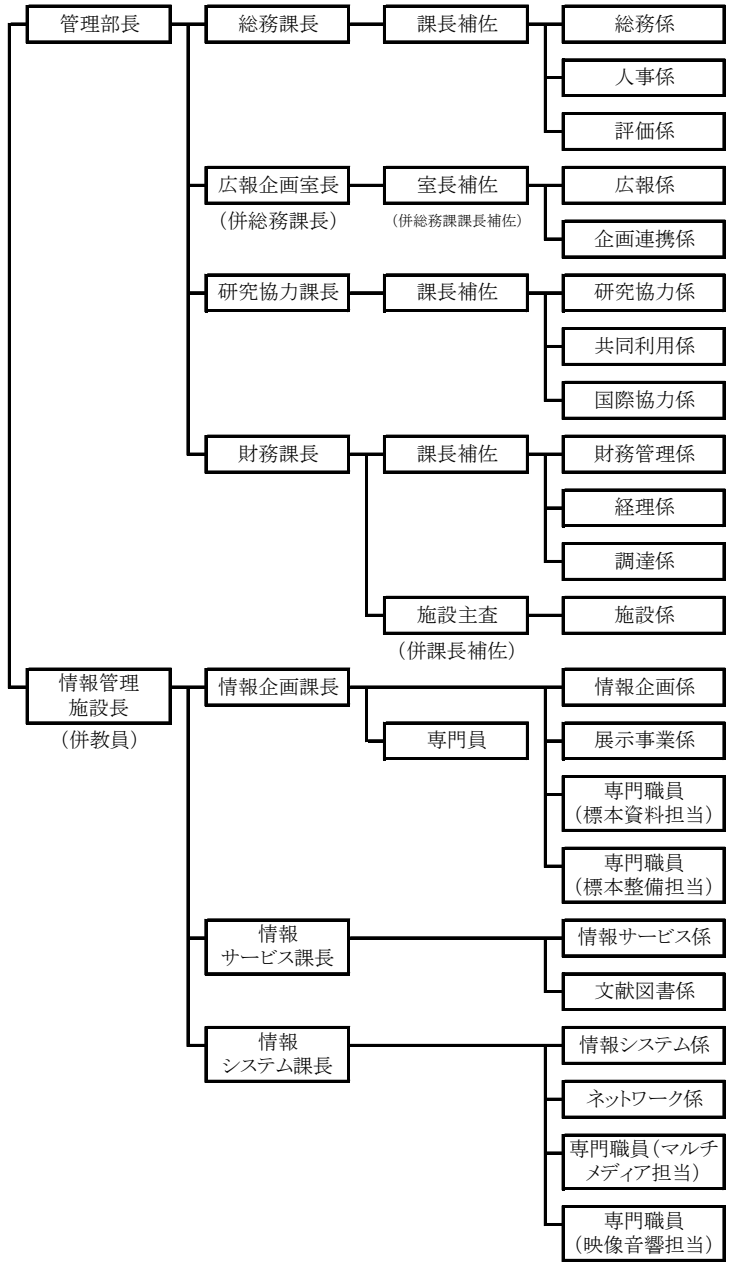 管理部長
総務課長
課長補佐
総務係
人事係
評価係
広報企画室長
(併総務課長)
室長補佐
(併総務課課長補佐)
広報係
企画連携係
研究協力課長
課長補佐
研究協力係
共同利用係
国際協力係
財務課長
課長補佐
財務管理係
経理係
調達係
施設主査
(併課長補佐)
施設係
情報管理
施設長
(併教員)
情報企画課長
専門員
情報企画係
展示事業係
専門職員
(標本資料担当)
専門職員
(標本整備担当)
情報
サービス課長
情報サービス係
文献図書係
情報
システム課長
情報システム係
ネットワーク係
専門職員(マルチ
メディア担当)
専門職員
(映像音響担当)